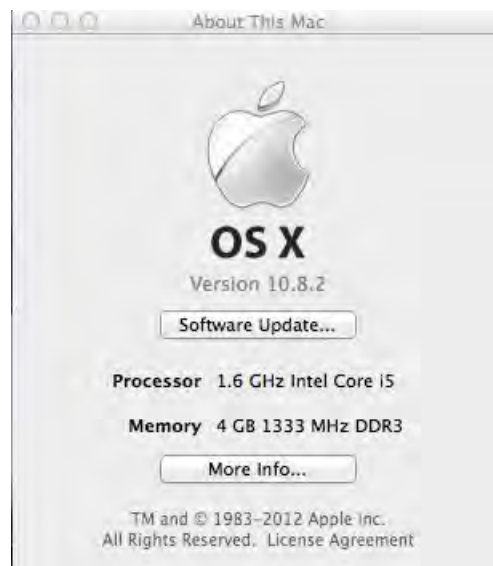 About This Mac
OS X
Version 10.8.2
Software Update...
Processor 1.6 GHz Intel Core i5
Memory 4 GB 1333 MHz DDR3
More Info...
TM and © 1983–2012 Apple Inc.
All Rights Reserved. License Agreement